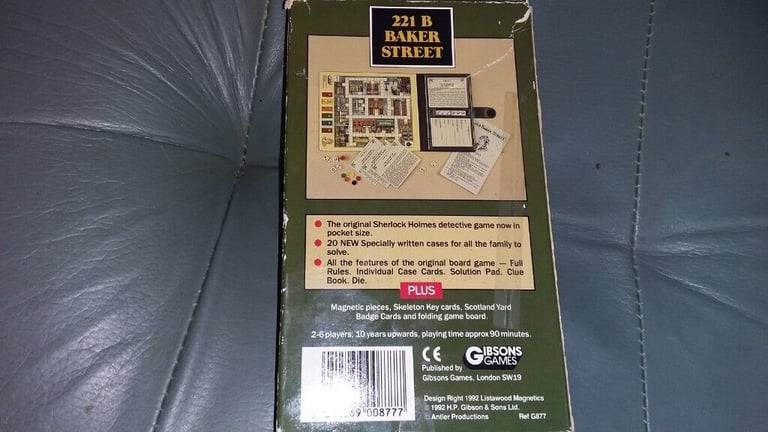 221 B
BAKER
STREET
The original Sherlock Holmes detective game now in
pocket size.
20 NEW Specially written cases for all the family to
solve.
All the features of the original board game — Full
Rules. Individual Case Cards. Solution Pad. Clue
Book. Die.
PLUS
Magnetic pieces, Skeleton Key cards, Scotland Yard
Badge Cards and folding game board.
2-6 players, 10 years upwards, playing time approx 90 minutes.
CE
GIBSONS
GAMES
Published by
Gibsons Games, London SW19
69 008777
Design Right 1992 Listawood Magnetics
© 1992 H.P. Gibson & Sons Ltd.
© Antler Productions
Ref G877